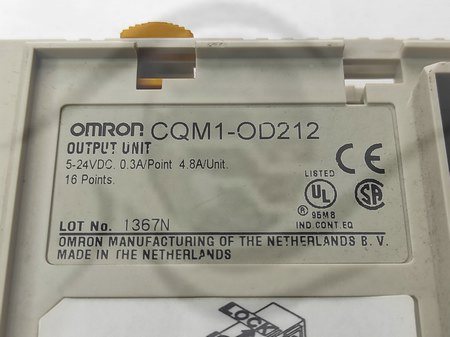 OMRON CQM1-OD212
OUTPUT UNIT
5-24VDC. 0.3A/Point 4.8A/Unit.
16 Points.
LISTED
UL
®
95M8
IND.CONT.EQ
CE
SA
LOT No. 1367N
OMRON MANUFACTURING OF THE NETHERLANDS B.V.
MADE IN THE NETHERLANDS
LOCK